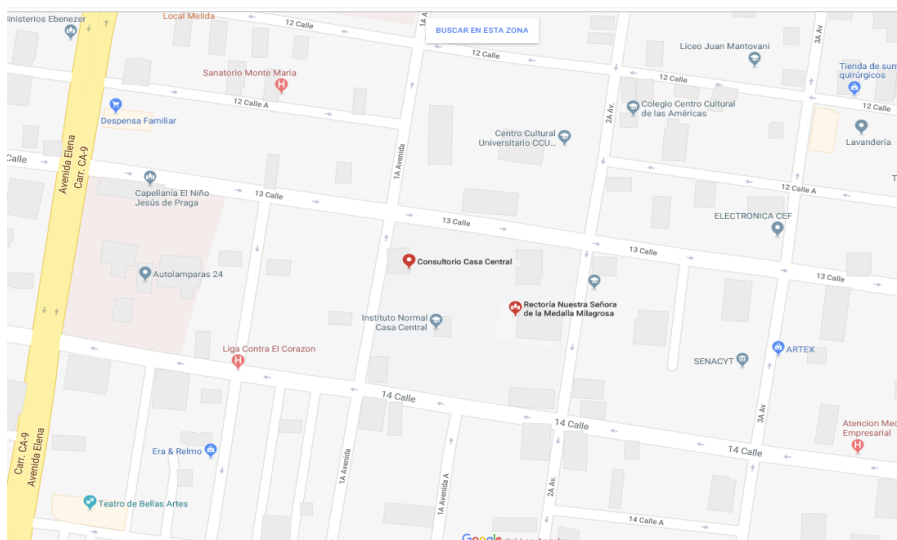 inisterios Ebenezer
Local Melida
12 Calle
1A
BUSCAR EN ESTA ZONA
3A Av
Liceo Juan Mantovani
12 Calle
12 Calle
Tienda de sum
quirúrgicos
12 Calle
Sanatorio Monte Maria
12 Calle A
Despensa Familiar
2A Av.
Colegio Centro Cultural
de las Américas
Centro Cultural
Universitario CCU...
Lavandería
T
Calle
Avenida Elena
Carr. CA-9
1A Avenida
Capellanía El Niño
Jesús de Praga
13 Calle
12 Calle A
ELECTRONICA CEF
13 Calle
13 Calle
13 Calle
Consultorio Casa Central
Autolamparas 24
Rectoría Nuestra Señora
de la Medalla Milagrosa
Instituto Normal
Casa Central
Liga Contra El Corazon
SENACYT
ARTEX
14 Calle
14 Calle
14 Calle
3A Av
Atencion Med
Empresarial
Era & Relmo
1A Avenida
1A Avenida A
2A Av.
Carr. CA-9
Avenida Elena
Teatro de Bellas Artes
14 Calle A
Google